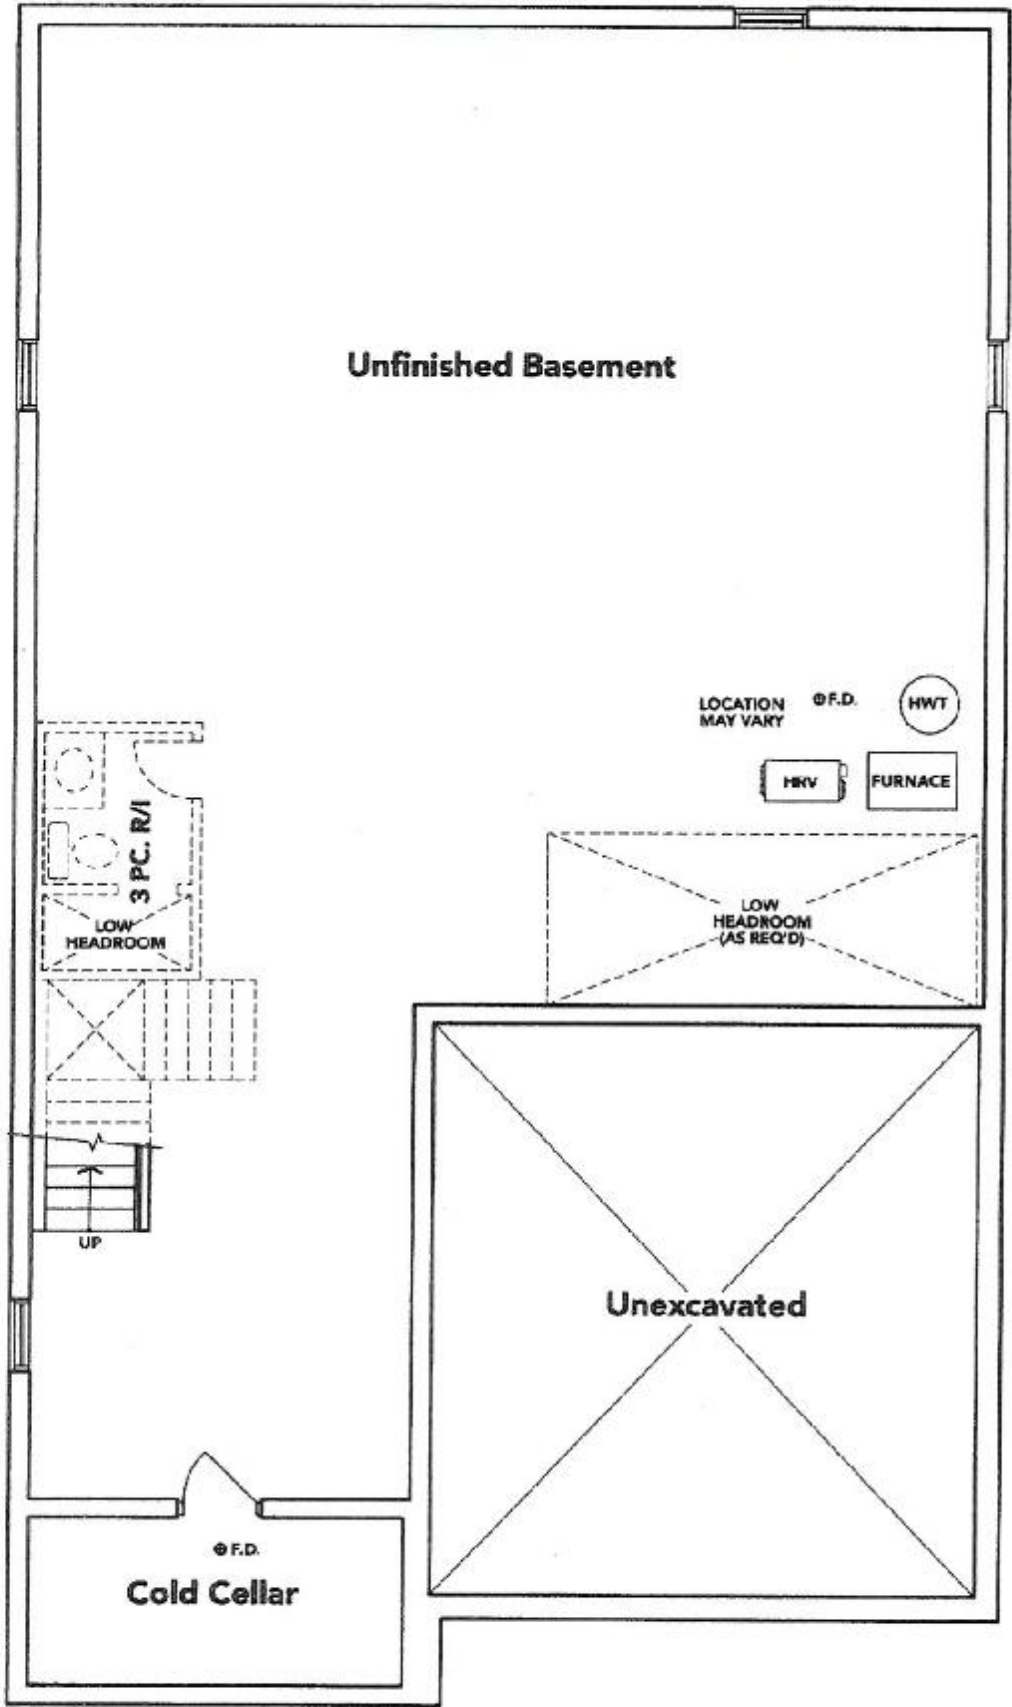 Unfinished Basement
LOCATION
MAY VARY
F.D.
HWT
HRV
FURNACE
3 PC. R/I
LOW
HEADROOM
LOW
HEADROOM
(AS REQ'D)
UP
Unexcavated
F.D.
Cold Cellar